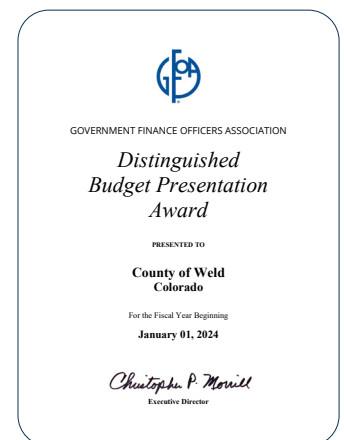 GFOA
GOVERNMENT FINANCE OFFICERS ASSOCIATION
Distinguished
Budget Presentation
Award
PRESENTED TO
County of Weld
Colorado
For the Fiscal Year Beginning
January 01, 2024
Christopher P. Morrill
Executive Director